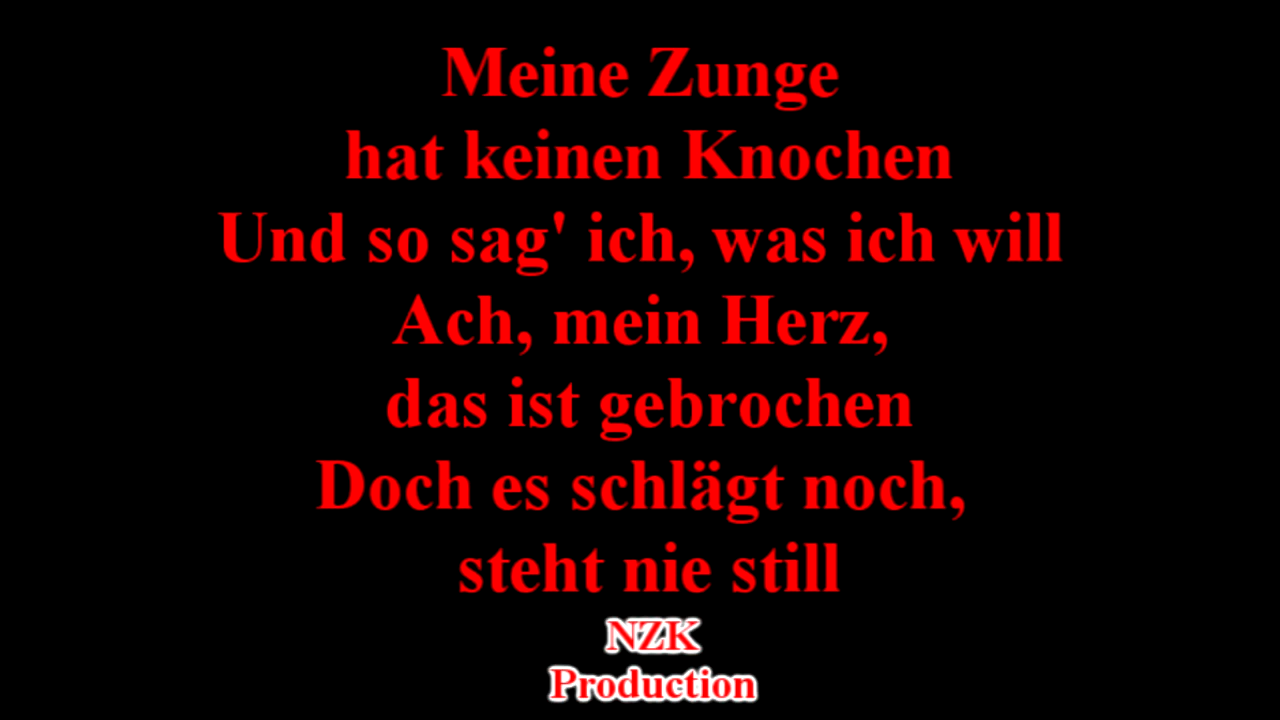 Meine Zunge
hat keinen Knochen
Und so sag' ich, was ich will
Ach, mein Herz,
das ist gebrochen
Doch es schlägt noch,
steht nie still
NZK
Production